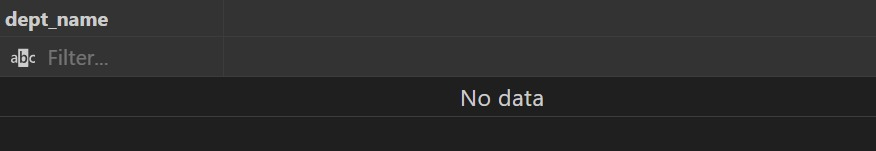 dept_name
abc Filter...
No data